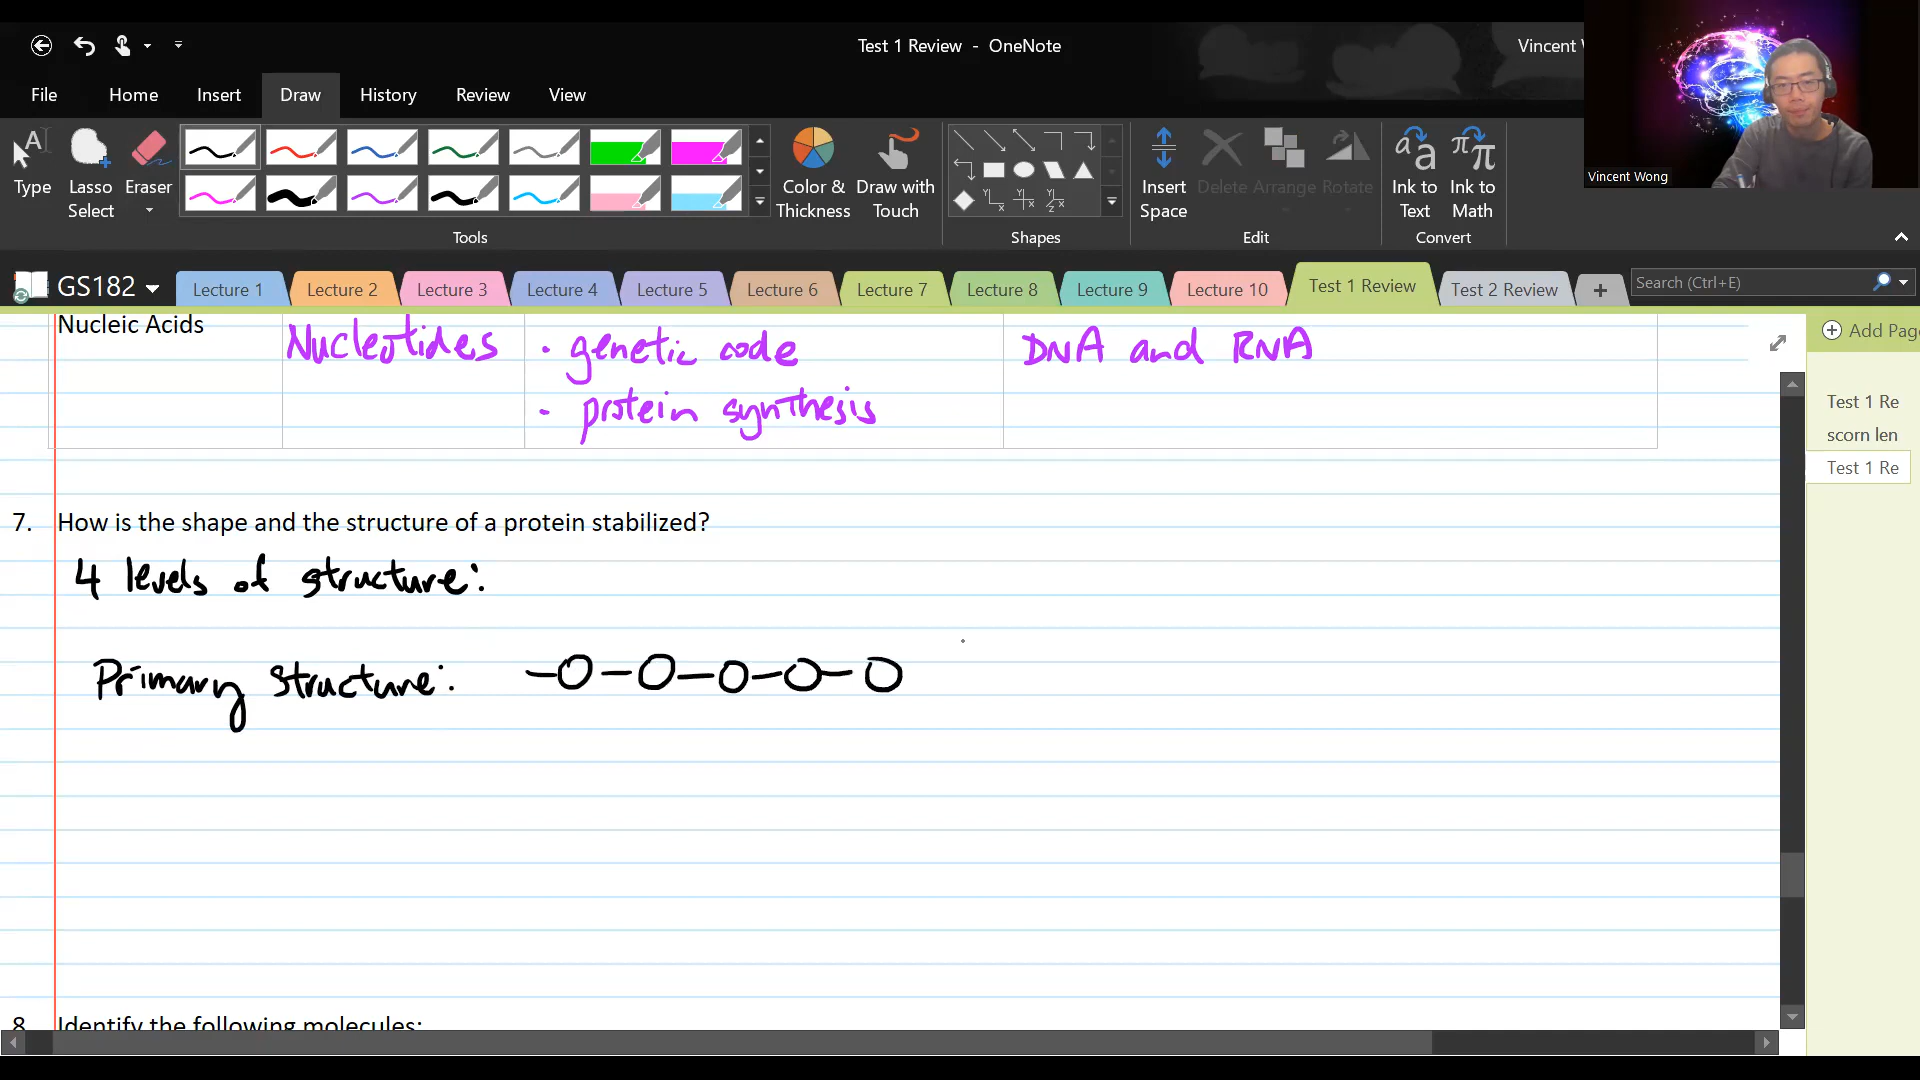 Test 1 Review - OneNote
Vincent W
File Home Insert Draw History Review View
Type
Lasso Select
Eraser
Color & Thickness
Draw with Touch
Insert Space
Delete Arrange Rotate
Ink to Text
Ink to Math
Tools
Shapes
Edit
Convert
Vincent Wong
GS182
Lecture 1 Lecture 2 Lecture 3 Lecture 4 Lecture 5 Lecture 6 Lecture 7 Lecture 8 Lecture 9 Lecture 10 Test 1 Review Test 2 Review
Search (Ctrl+E)
Add Pag
Test 1 Re
scorn len
Test 1 Re
Nucleic Acids
Nucleotides
• genetic code
• protein synthesis
DNA and RNA
7. How is the shape and the structure of a protein stabilized?
4 levels of structure:
Primary Structure:
8 Identify the following molecules: